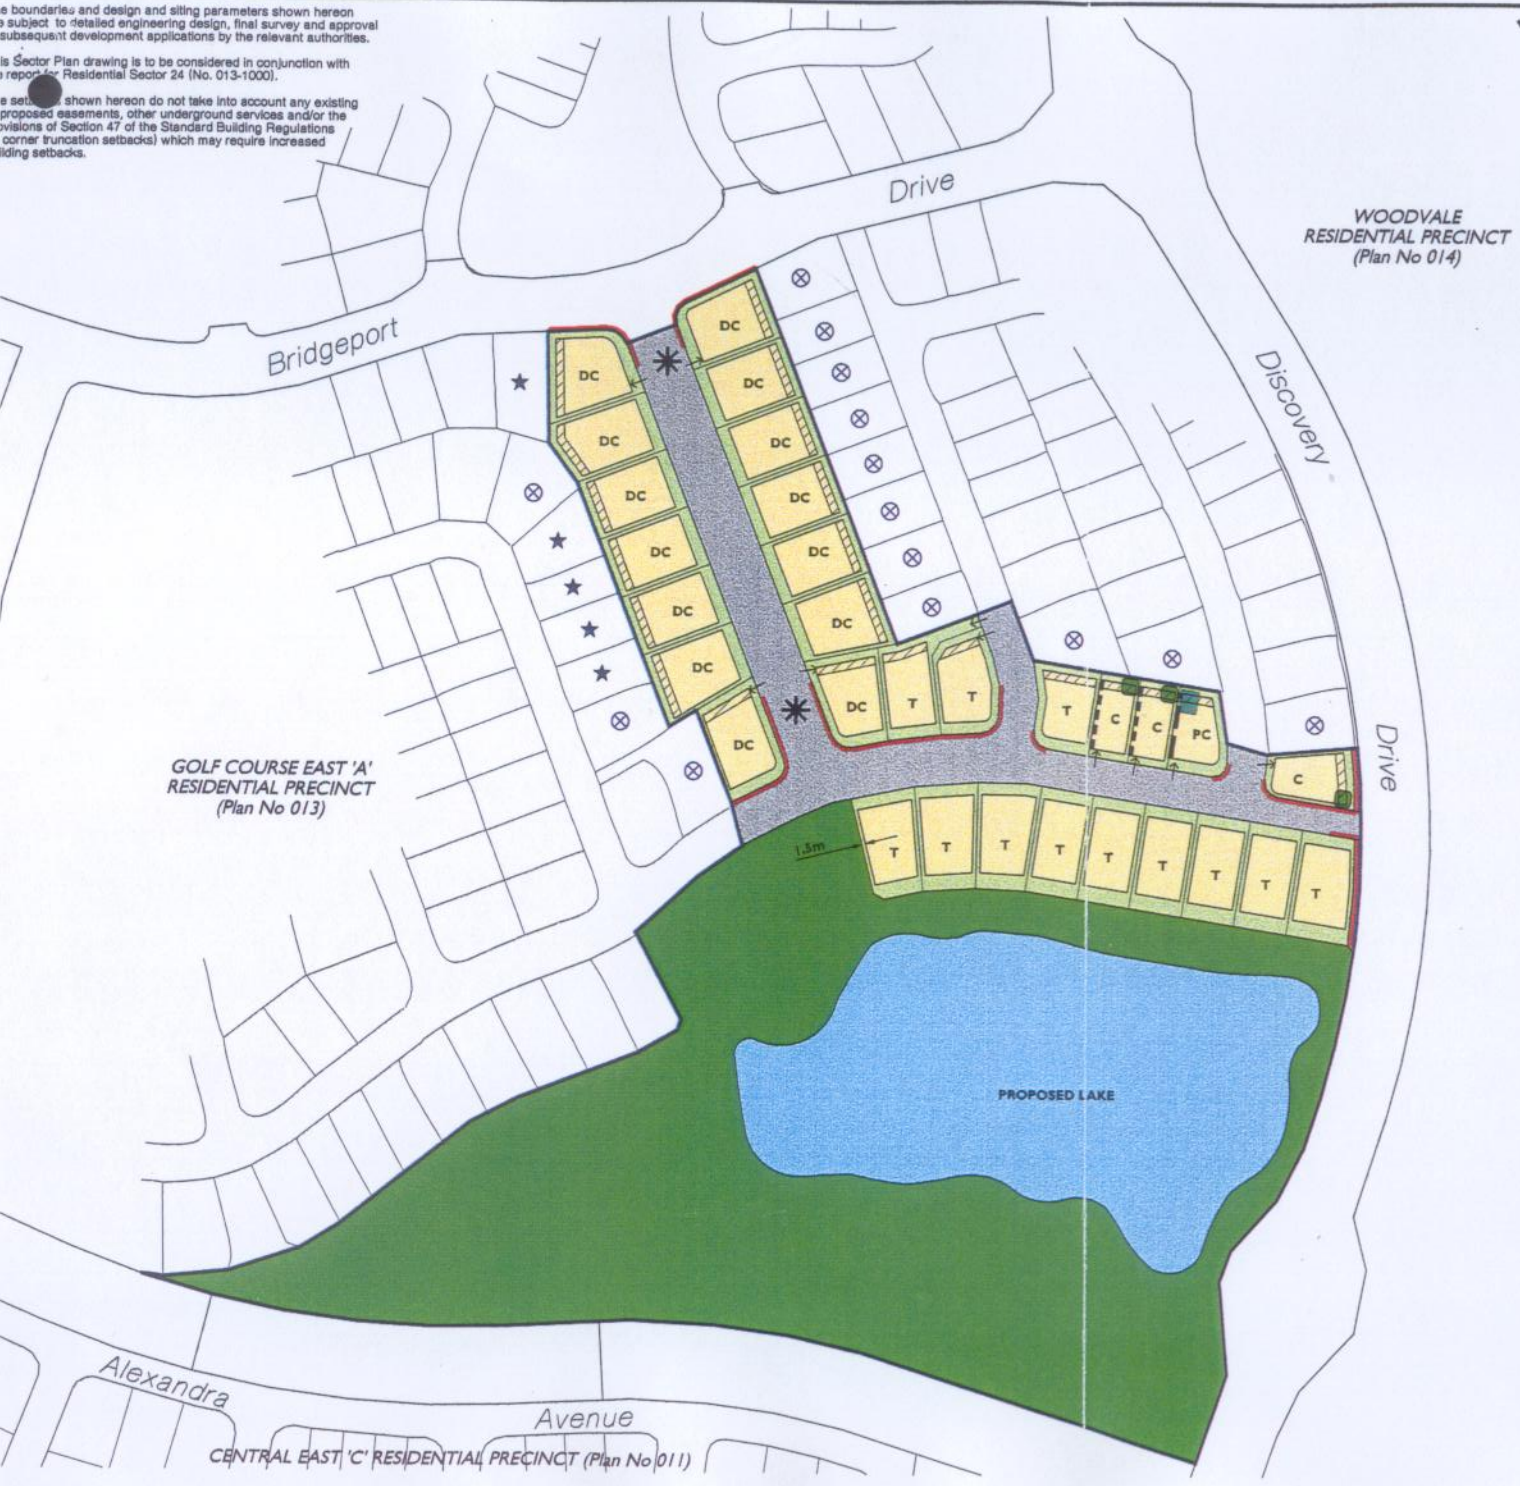 e boundaries and design and siting parameters shown hereon
e subject to detailed engineering design, final survey and approval
subsequent development applications by the relevant authorities.
is Sector Plan drawing is to be considered in conjunction with
e report for Residential Sector 24 (No. 013-1000).
e shown hereon do not take into account any existing
proposed easements, other underground services and/or the
ovisions of Section 47 of the Standard Building Regulations
corner truncation setbacks) which may require increased
ilding setbacks.
Drive
WOODVALE
RESIDENTIAL PRECINCT
(Plan No 014)
Bridgeport
Discovery
DC
DC
DC
DC
DC
DC
DC
DC
DC
DC
DC
DC
DC
DC
T
T
T
C
C
PC
C
Drive
GOLF COURSE EAST 'A'
RESIDENTIAL PRECINCT
(Plan No 013)
1.5m
T
T
T
T
T
T
T
T
T
PROPOSED LAKE
Alexandra
Avenue
CENTRAL EAST 'C' RESIDENTIAL PRECINCT (Plan No 011)